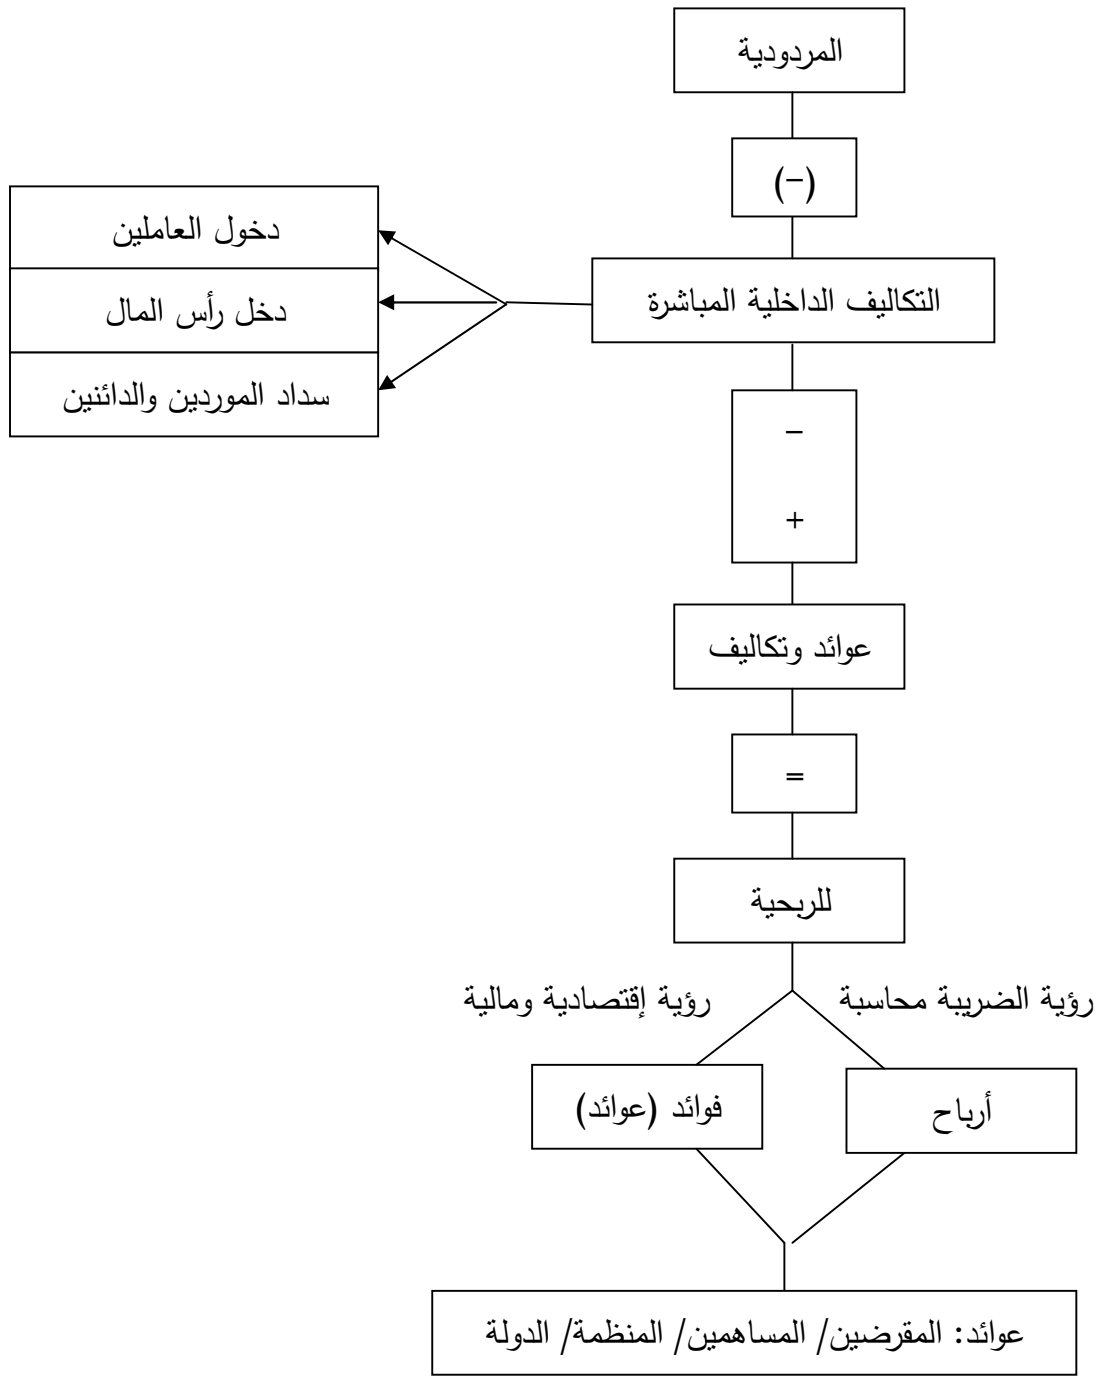 المردودية
(-)
دخول العاملين
التكاليف الداخلية المباشرة
دخل رأس المال
سداد الموردين والدائنين
-
+
عوائد وتكاليف
=
للربحية
رؤية الضريبة محاسبة
رؤية إقتصادية ومالية
أرباح
فوائد (عوائد)
عوائد: المقرضين/ المساهمين/ المنظمة/ الدولة